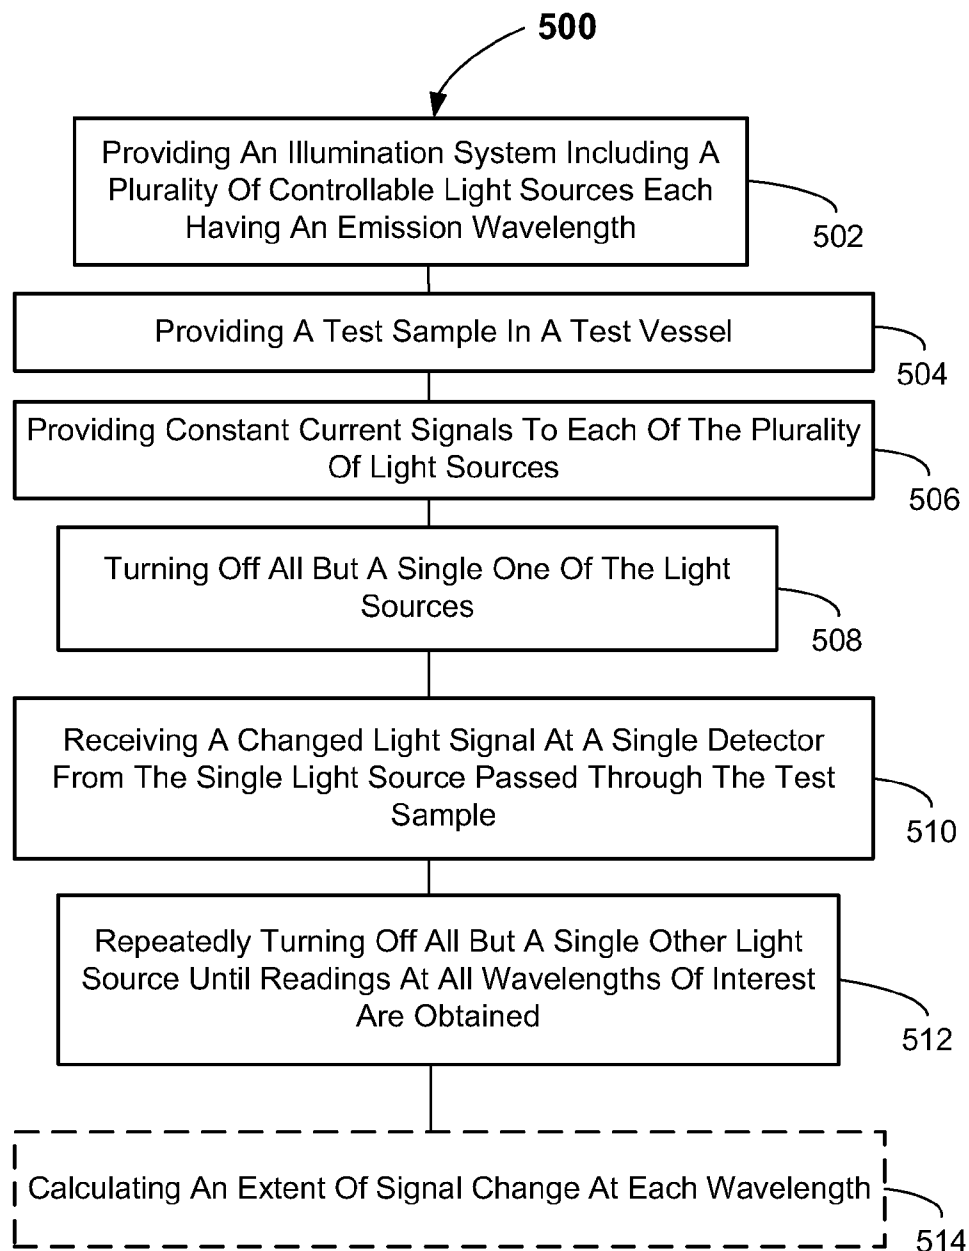 500
Providing An Illumination System Including A
Plurality Of Controllable Light Sources Each
Having An Emission Wavelength
502
Providing A Test Sample In A Test Vessel
504
Providing Constant Current Signals To Each Of The Plurality
Of Light Sources
506
Turning Off All But A Single One Of The Light
Sources
508
Receiving A Changed Light Signal At A Single Detector
From The Single Light Source Passed Through The Test
Sample
510
Repeatedly Turning Off All But A Single Other Light
Source Until Readings At All Wavelengths Of Interest
Are Obtained
512
Calculating An Extent Of Signal Change At Each Wavelength
514